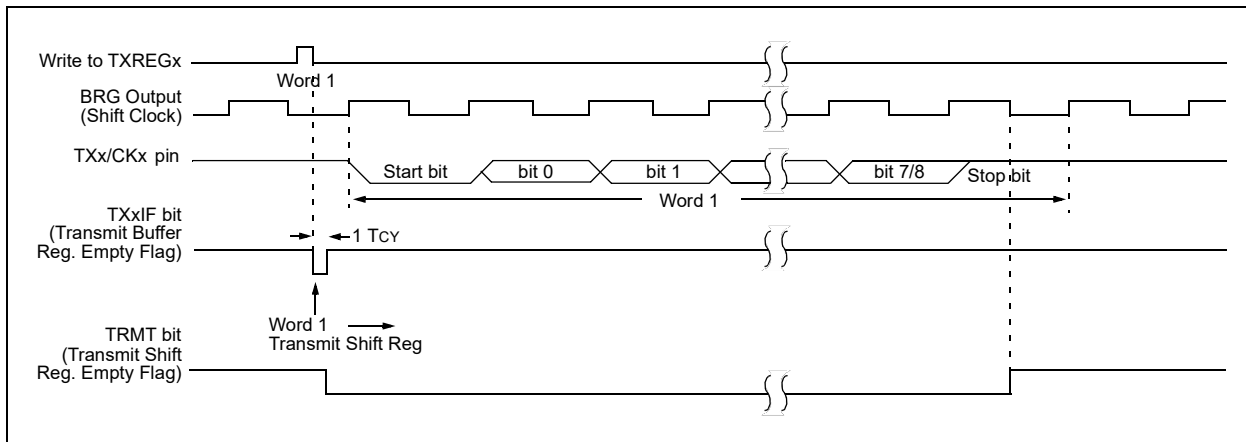 Write to TXREGx
Word 1
BRG Output
(Shift Clock)
TXx/CKx pin
Start bit
bit 0
bit 1
bit 7/8
Stop bit
Word 1
TXxIF bit
(Transmit Buffer
Reg. Empty Flag)
1 TCY
Word 1
Transmit Shift Reg
TRMT bit
(Transmit Shift
Reg. Empty Flag)